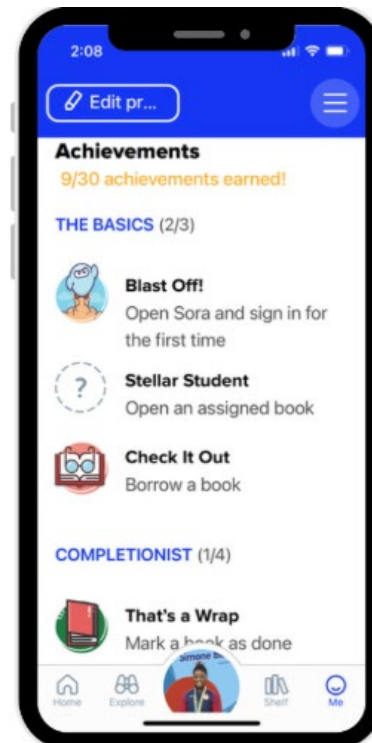 2:08
Edit pr...
Achievements
9/30 achievements earned!
THE BASICS (2/3)
Blast Off!
Open Sora and sign in for
the first time
?
Stellar Student
Open an assigned book
Check It Out
Borrow a book
COMPLETIONIST (1/4)
That's a Wrap
Mark a book as done
Simone
Home
Explore
Shelf
Me